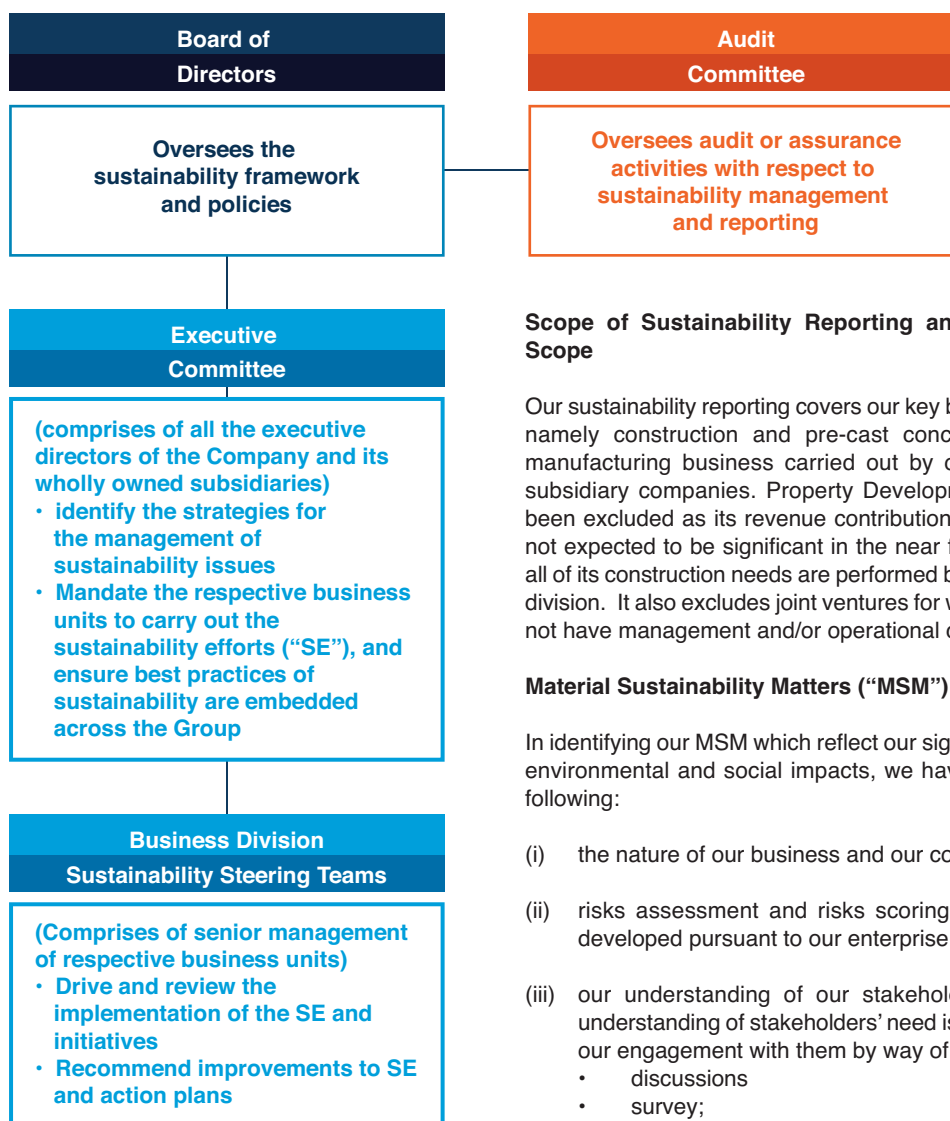 Board of
Directors
Oversees the
sustainability framework
and policies
Audit
Committee
Oversees audit or assurance
activities with respect to
sustainability management
and reporting
Executive
Committee
(comprises of all the executive
directors of the Company and its
wholly owned subsidiaries)
• identify the strategies for
the management of
sustainability issues
• Mandate the respective business
units to carry out the
sustainability efforts (“SE”), and
ensure best practices of
sustainability are embedded
across the Group
Business Division
Sustainability Steering Teams
(Comprises of senior management
of respective business units)
• Drive and review the
implementation of the SE and
initiatives
• Recommend improvements to SE
and action plans
Scope of Sustainability Reporting
Scope
Our sustainability reporting covers our key
namely construction and pre-cast
manufacturing business carried out by
subsidiary companies. Property
been excluded as its revenue contribution
not expected to be significant in the near
all of its construction needs are performed
division. It also excludes joint ventures for
not have management and/or operational
Material Sustainability Matters (“MSM”)
In identifying our MSM which reflect our
environmental and social impacts, we
following:
(i) the nature of our business and our
(ii) risks assessment and risks scoring
developed pursuant to our enterprise
(iii) our understanding of our
understanding of stakeholders’ need
our engagement with them by way of
• discussions
• survey;